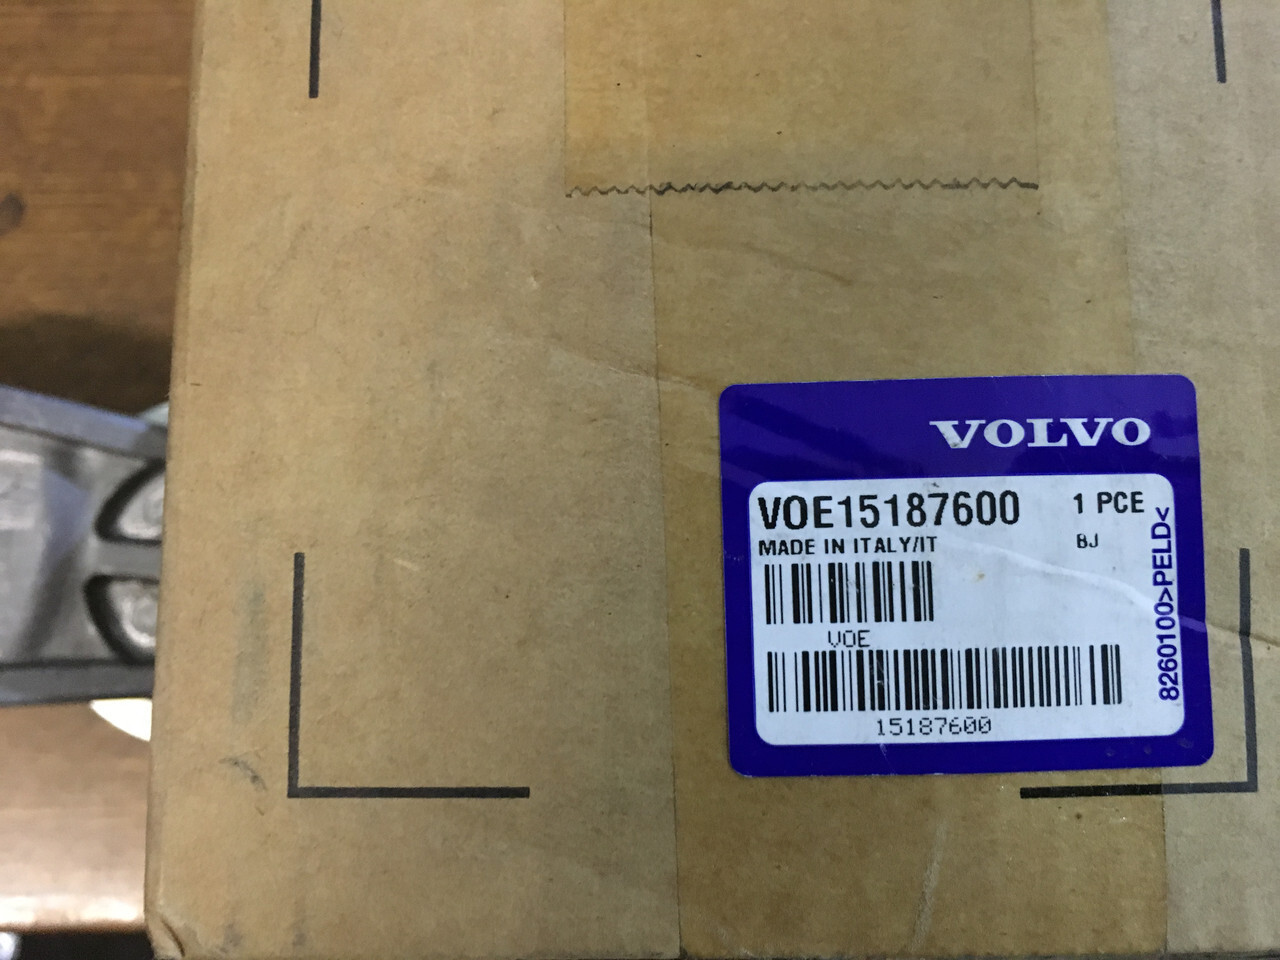 VOLVO
VOE15187600 1 PCE
MADE IN ITALY/IT BJ
VOE
15187600
8260100>PELD<